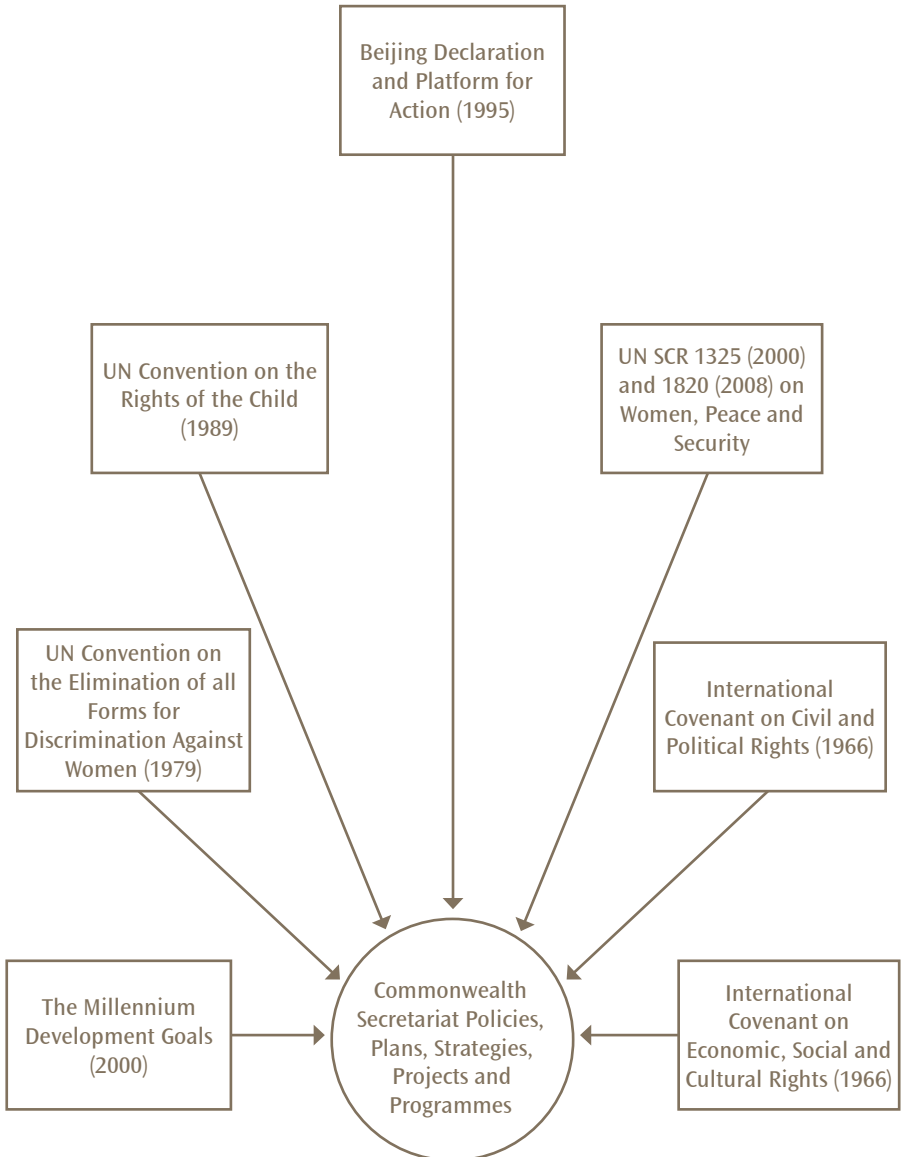 Beijing Declaration
and Platform for
Action (1995)
UN Convention on the
Rights of the Child
(1989)
UN SCR 1325 (2000)
and 1820 (2008) on
Women, Peace and
Security
UN Convention on
the Elimination of all
Forms for
Discrimination Against
Women (1979)
International
Covenant on Civil and
Political Rights (1966)
The Millennium
Development Goals
(2000)
Commonwealth
Secretariat Policies,
Plans, Strategies,
Projects and
Programmes
International
Covenant on
Economic, Social and
Cultural Rights (1966)